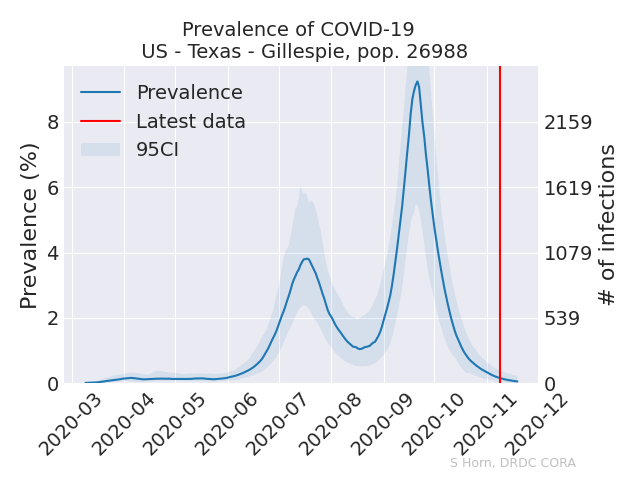 Prevalence of COVID-19
US - Texas - Gillespie, pop. 26988
Prevalence
Latest data
95CI
Prevalence (%)
8
6
4
2
0
2159
1619
1079
539
0
# of infections
2020-03
2020-04
2020-05
2020-06
2020-07
2020-08
2020-09
2020-10
2020-11
2020-12
S Horn, DRDC CORA